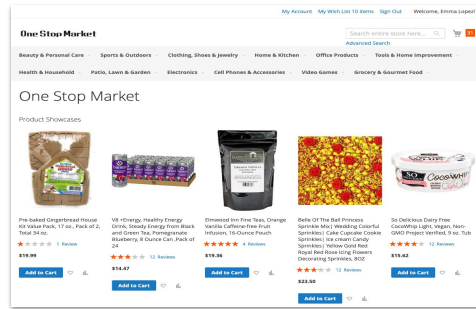 My Account My Wish List 10 items Sign Out Welcome, Emma Lopez!
One Stop Market
Search entire store here...
Advanced Search
Beauty & Personal Care Sports & Outdoors Clothing, Shoes & Jewelry Home & Kitchen Office Products Tools & Home Improvement
Health & Household Patio, Lawn & Garden Electronics Cell Phones & Accessories Video Games Grocery & Gourmet Food
One Stop Market
Product Showcases
Pre-baked Gingerbread House Kit Value Pack, 17 oz., Pack of 2, Total 34 oz.
1 Review
$19.99
Add to Cart
V8 +Energy, Healthy Energy Drink, Steady Energy from Black and Green Tea, Pomegranate Blueberry, 8 Ounce Can ,Pack of 24
12 Reviews
$14.47
Add to Cart
Elmwood Inn Fine Teas, Orange Vanilla Caffeine-free Fruit Infusion, 16-Ounce Pouch
4 Reviews
$19.36
Add to Cart
Belle Of The Ball Princess Sprinkle Mix| Wedding Colorful Sprinkles| Cake Cupcake Cookie Sprinkles| Ice cream Candy Sprinkles| Yellow Gold Red Royal Red Rose Icing Flowers Decorating Sprinkles, 8OZ
12 Reviews
$23.50
Add to Cart
SO
CocoWHIP
So Delicious Dairy Free CocoWhip Light, Vegan, Non-GMO Project Verified, 9 oz. Tub
12 Reviews
$15.62
Add to Cart